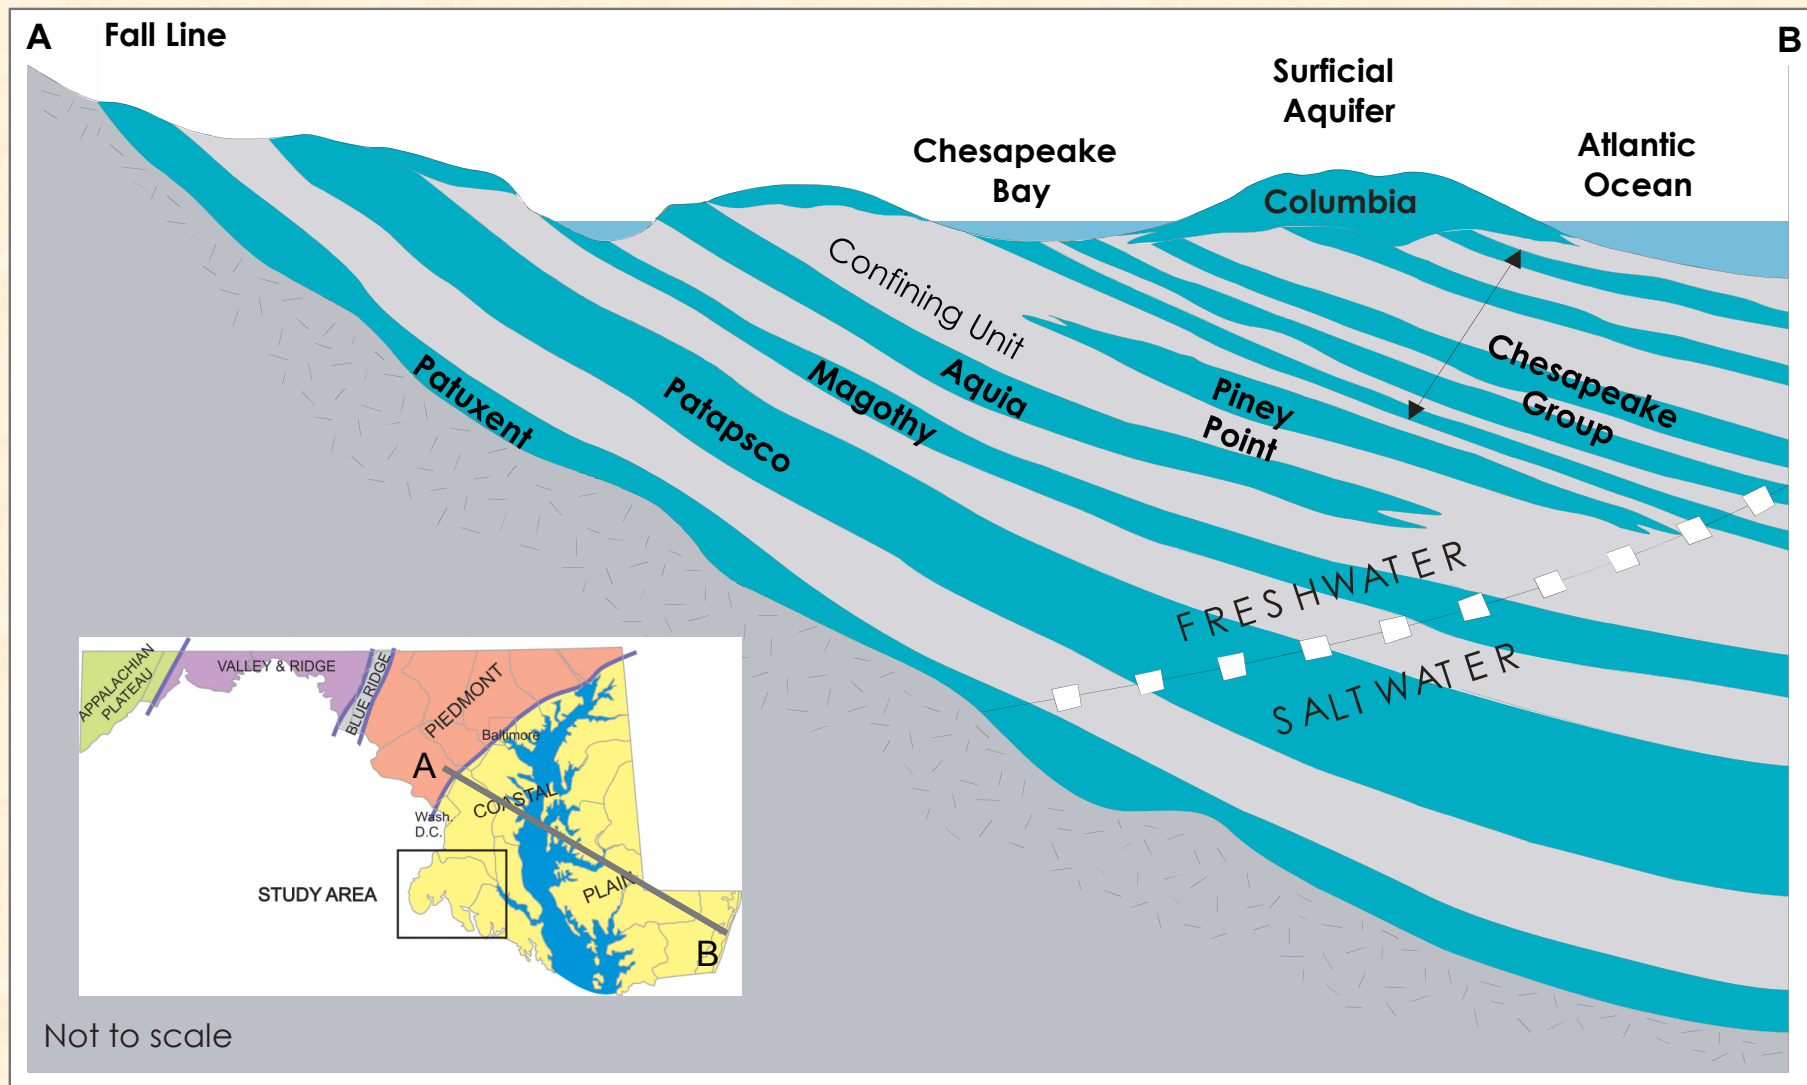 A
Fall Line
B
Surficial
Aquifer
Chesapeake
Bay
Atlantic
Ocean
Columbia
Confining Unit
Patuxent
Patapsco
Magothy
Aquia
Piney
Point
Chesapeake
Group
FRESHWATER
SALTWATER
APPALACHIAN
PLATEAU
VALLEY & RIDGE
BLUE RIDGE
PIEDMONT
Baltimore
A
COASTAL
Wash.
D.C.
PLAIN
STUDY AREA
B
Not to scale